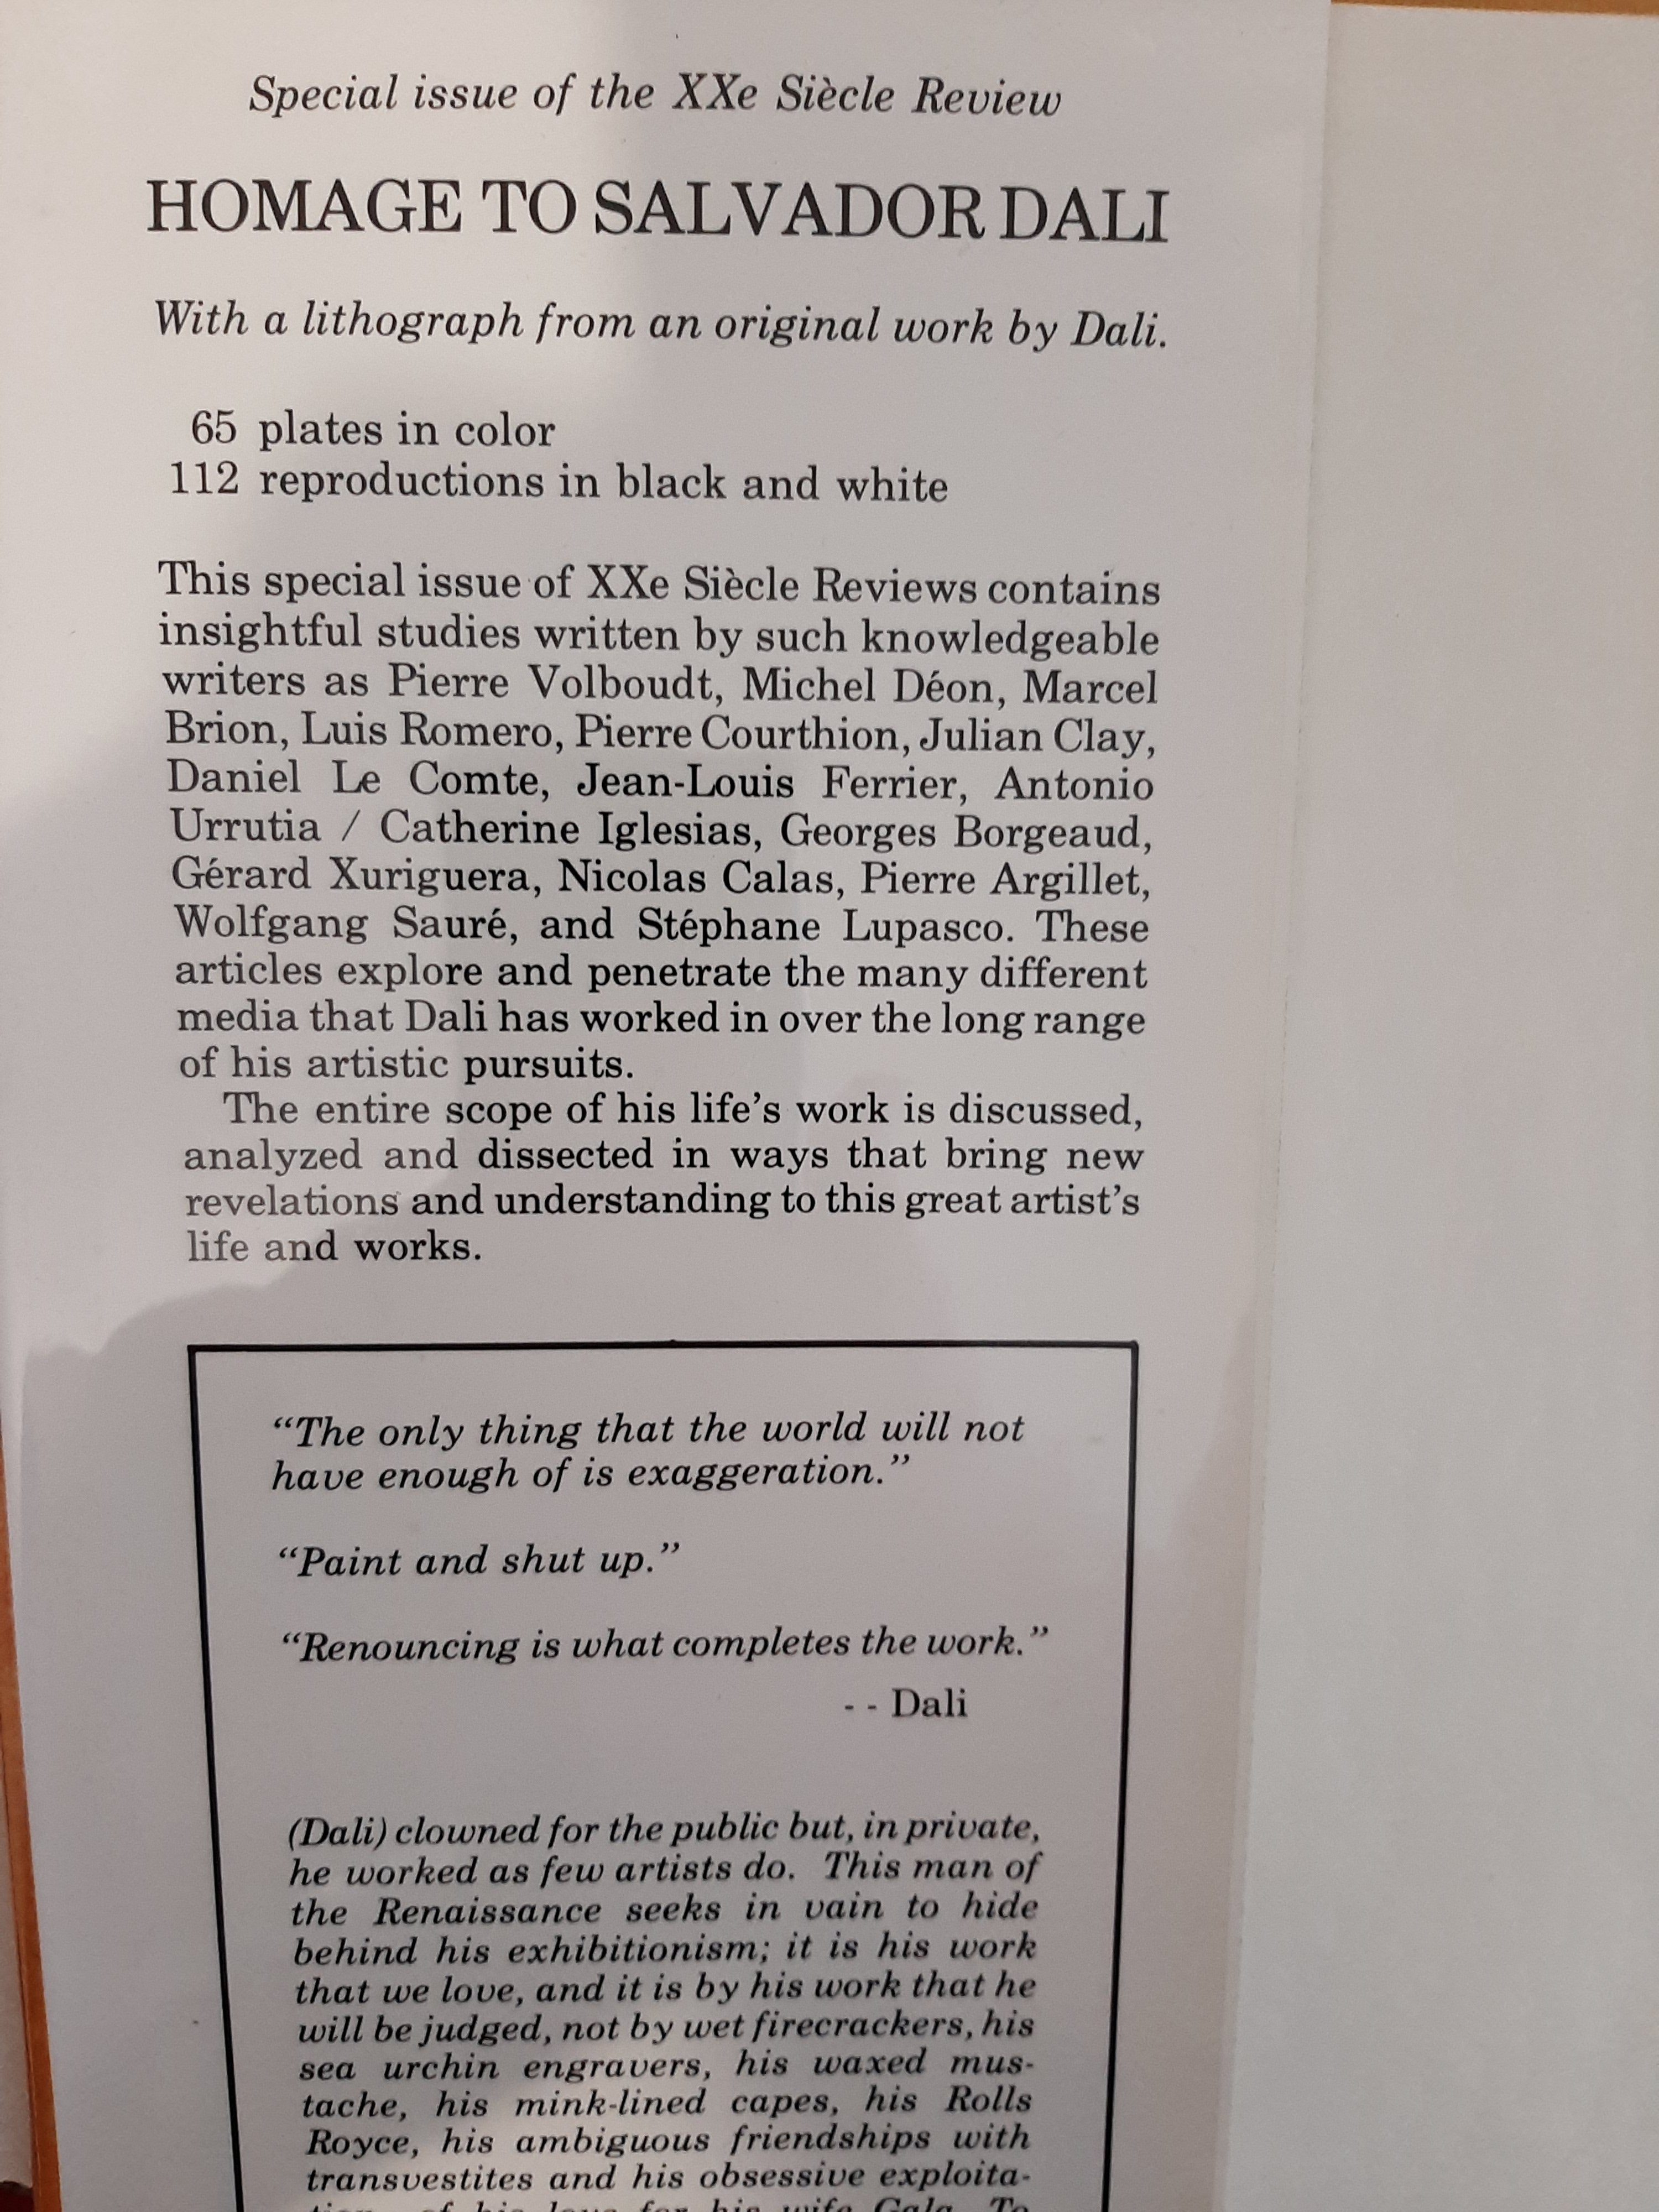 Special issue of the XXe Siècle Review
HOMAGE TO SALVADOR DALI
With a lithograph from an original work by Dali.
65 plates in color
112 reproductions in black and white
This special issue of XXe Siècle Reviews contains
insightful studies written by such knowledgeable
writers as Pierre Volboudt, Michel Déon, Marcel
Brion, Luis Romero, Pierre Courthion, Julian Clay,
Daniel Le Comte, Jean-Louis Ferrier, Antonio
Urrutia / Catherine Iglesias, Georges Borgeaud,
Gérard Xuriguera, Nicolas Calas, Pierre Argillet,
Wolfgang Sauré, and Stéphane Lupasco. These
articles explore and penetrate the many different
media that Dali has worked in over the long range
of his artistic pursuits.
The entire scope of his life's work is discussed,
analyzed and dissected in ways that bring new
revelations and understanding to this great artist's
life and works.
"The only thing that the world will not
have enough of is exaggeration."
"Paint and shut up."
"Renouncing is what completes the work."
-- Dali
(Dali) clowned for the public but, in private,
he worked as few artists do. This man of
the Renaissance seeks in vain to hide
behind his exhibitionism; it is his work
that we love, and it is by his work that he
will be judged, not by wet firecrackers, his
sea urchin engravers, his waxed mus-
tache, his mink-lined capes, his Rolls
Royce, his ambiguous friendships with
transvestites and his obsessive exploita-
tion of his love for his wife Gala. To